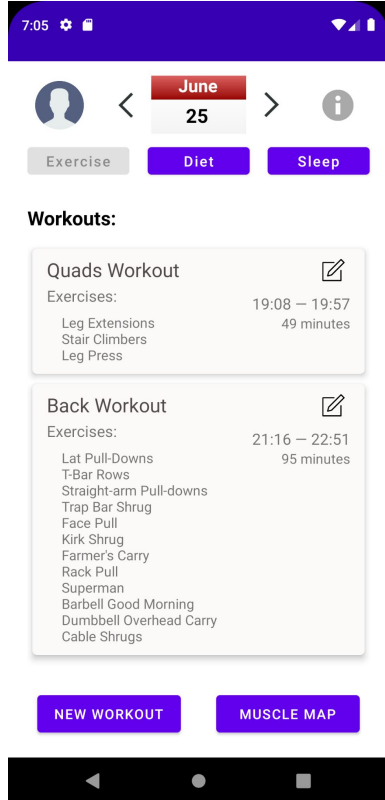 7:05
June
25
Exercise Diet Sleep
Workouts:
Quads Workout
Exercises:
19:08 — 19:57
Leg Extensions 49 minutes
Stair Climbers
Leg Press
Back Workout
Exercises:
21:16 — 22:51
Lat Pull-Downs 95 minutes
T-Bar Rows
Straight-arm Pull-downs
Trap Bar Shrug
Face Pull
Kirk Shrug
Farmer's Carry
Rack Pull
Superman
Barbell Good Morning
Dumbbell Overhead Carry
Cable Shrugs
NEW WORKOUT MUSCLE MAP